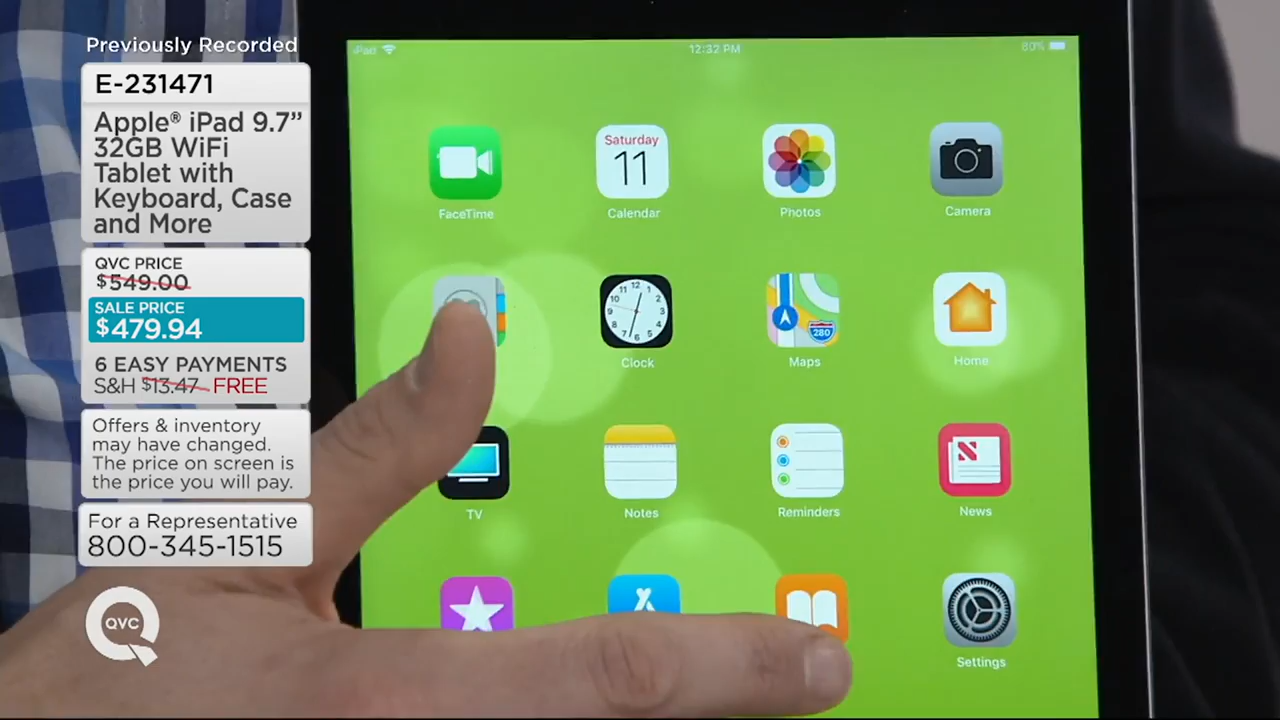 Previously Recorded
E-231471
Apple® iPad 9.7”
32GB WiFi
Tablet with
Keyboard, Case
and More
QVC PRICE
$549.00
SALE PRICE
$479.94
6 EASY PAYMENTS
S&H $13.47 FREE
Offers & inventory
may have changed.
The price on screen is
the price you will pay.
For a Representative
800-345-1515
QVC
iPad 12:32 PM 80%
Saturday
11
FaceTime Calendar Photos Camera
280
Clock Maps Home
TV Notes Reminders News
Settings